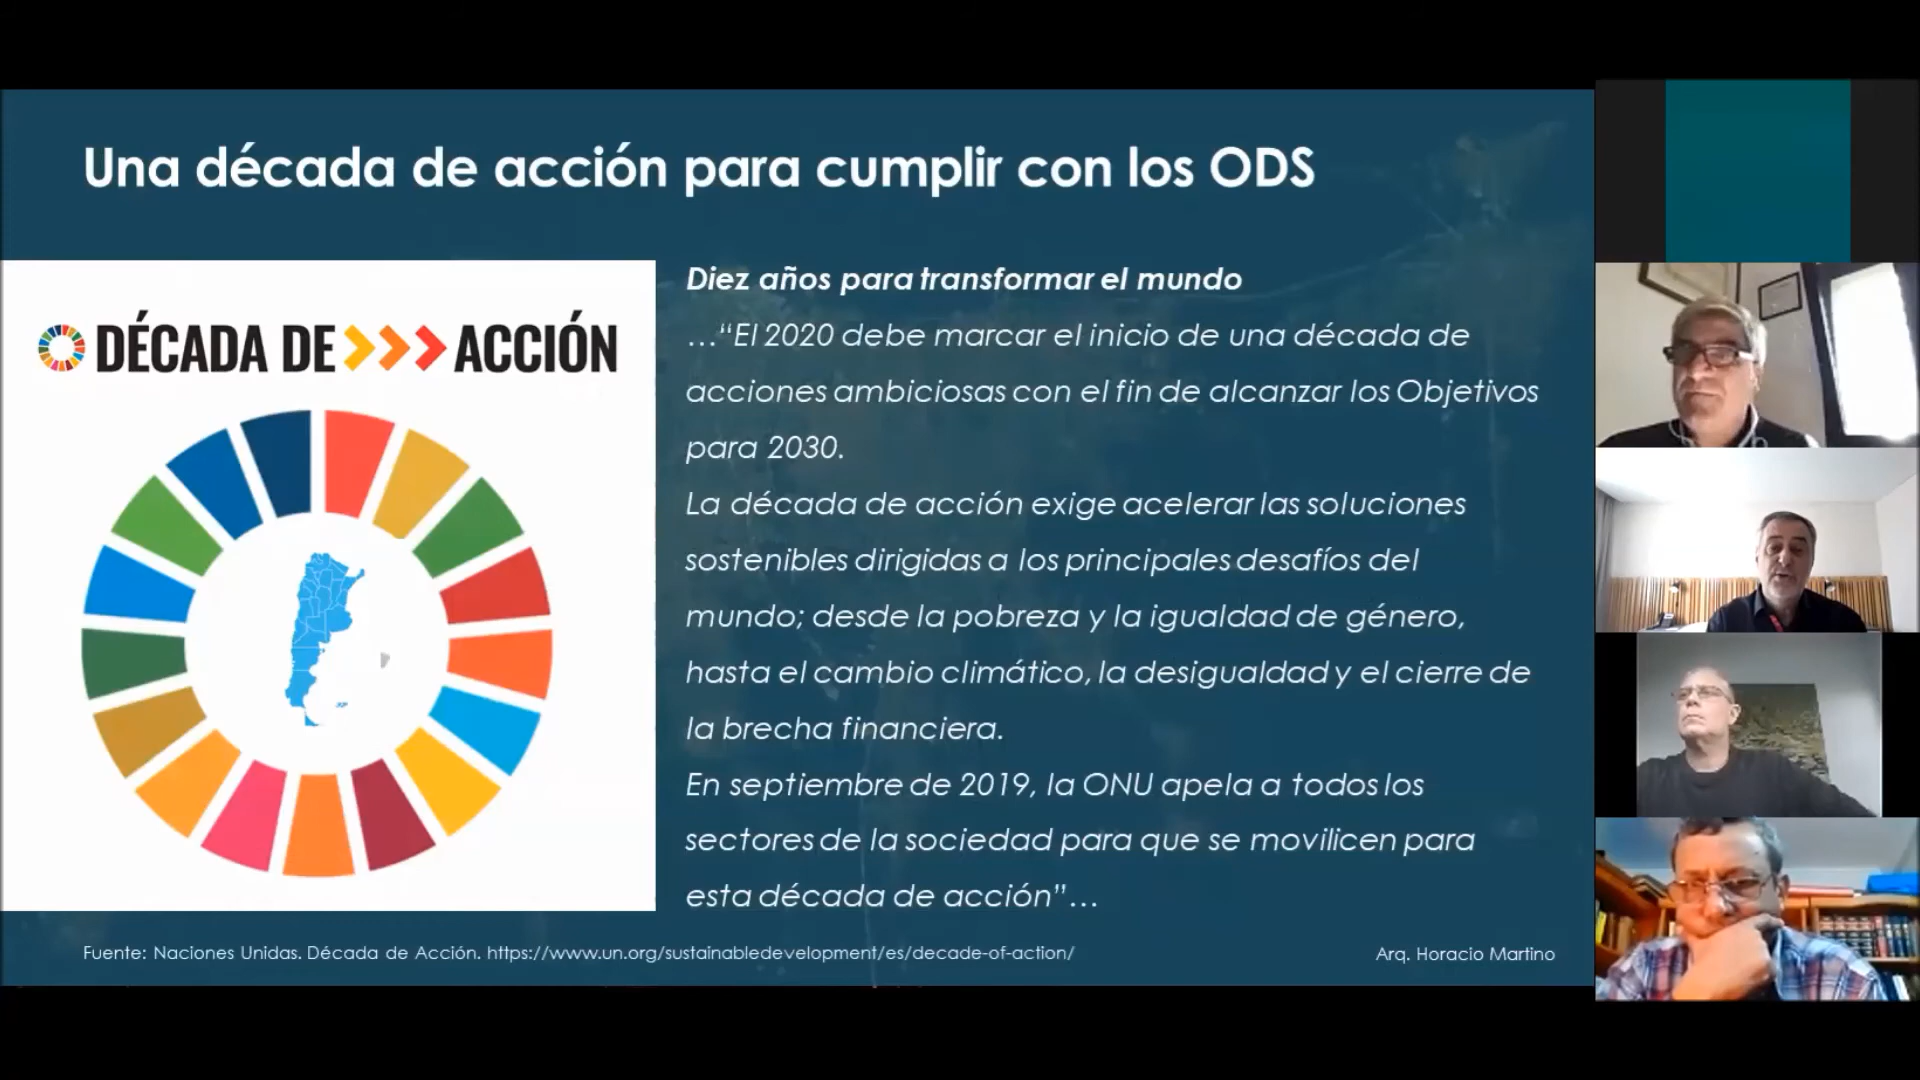 Una década de acción para cumplir con los ODS
DÉCADA DE ACCIÓN
Diez años para transformar el mundo
…“El 2020 debe marcar el inicio de una década de
acciones ambiciosas con el fin de alcanzar los Objetivos
para 2030.
La década de acción exige acelerar las soluciones
sostenibles dirigidas a los principales desafíos del
mundo; desde la pobreza y la igualdad de género,
hasta el cambio climático, la desigualdad y el cierre de
la brecha financiera.
En septiembre de 2019, la ONU apela a todos los
sectores de la sociedad para que se movilicen para
esta década de acción”…
Fuente: Naciones Unidas. Década de Acción. https://www.un.org/sustainabledevelopment/es/decade-of-action/
Arq. Horacio Martino